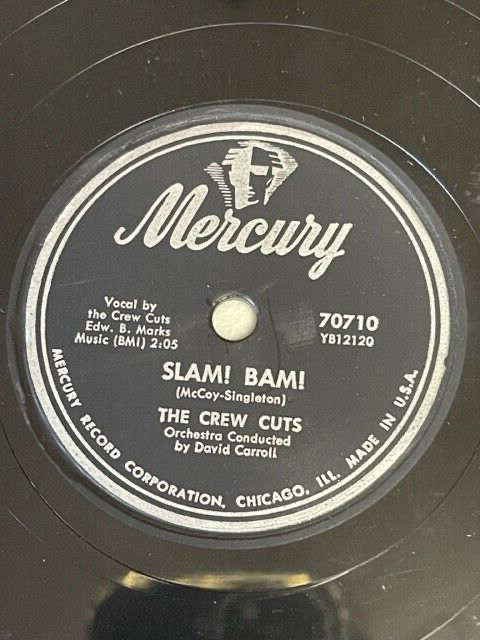 Mercury
Vocal by
the Crew Cuts
Edw. B. Marks
Music (BMI) 2:05
70710
YB12120
SLAM! BAM!
(McCoy-Singleton)
THE CREW CUTS
Orchestra Conducted
by David Carroll
MERCURY RECORD CORPORATION, CHICAGO, ILL. MADE IN U.S.A.